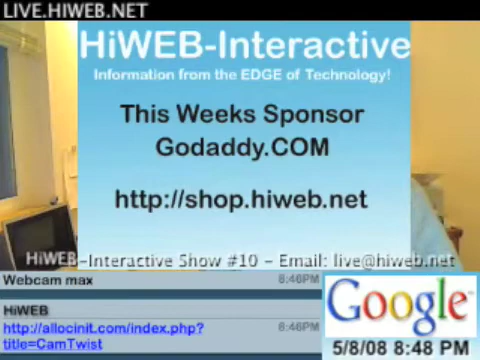 LIVE.HIWEB.NET
HiWEB-Interactive
Information from the EDGE of Technology!
This Weeks Sponsor
Godaddy.COM
http://shop.hiweb.net
HiWEB-Interactive Show #10 - Email: live@hiweb.net
Webcam max 8:46PM
HiWEB
http://allocinit.com/index.php? 8:46PM
title=CamTwist
Google
5/8/08 8:48 PM